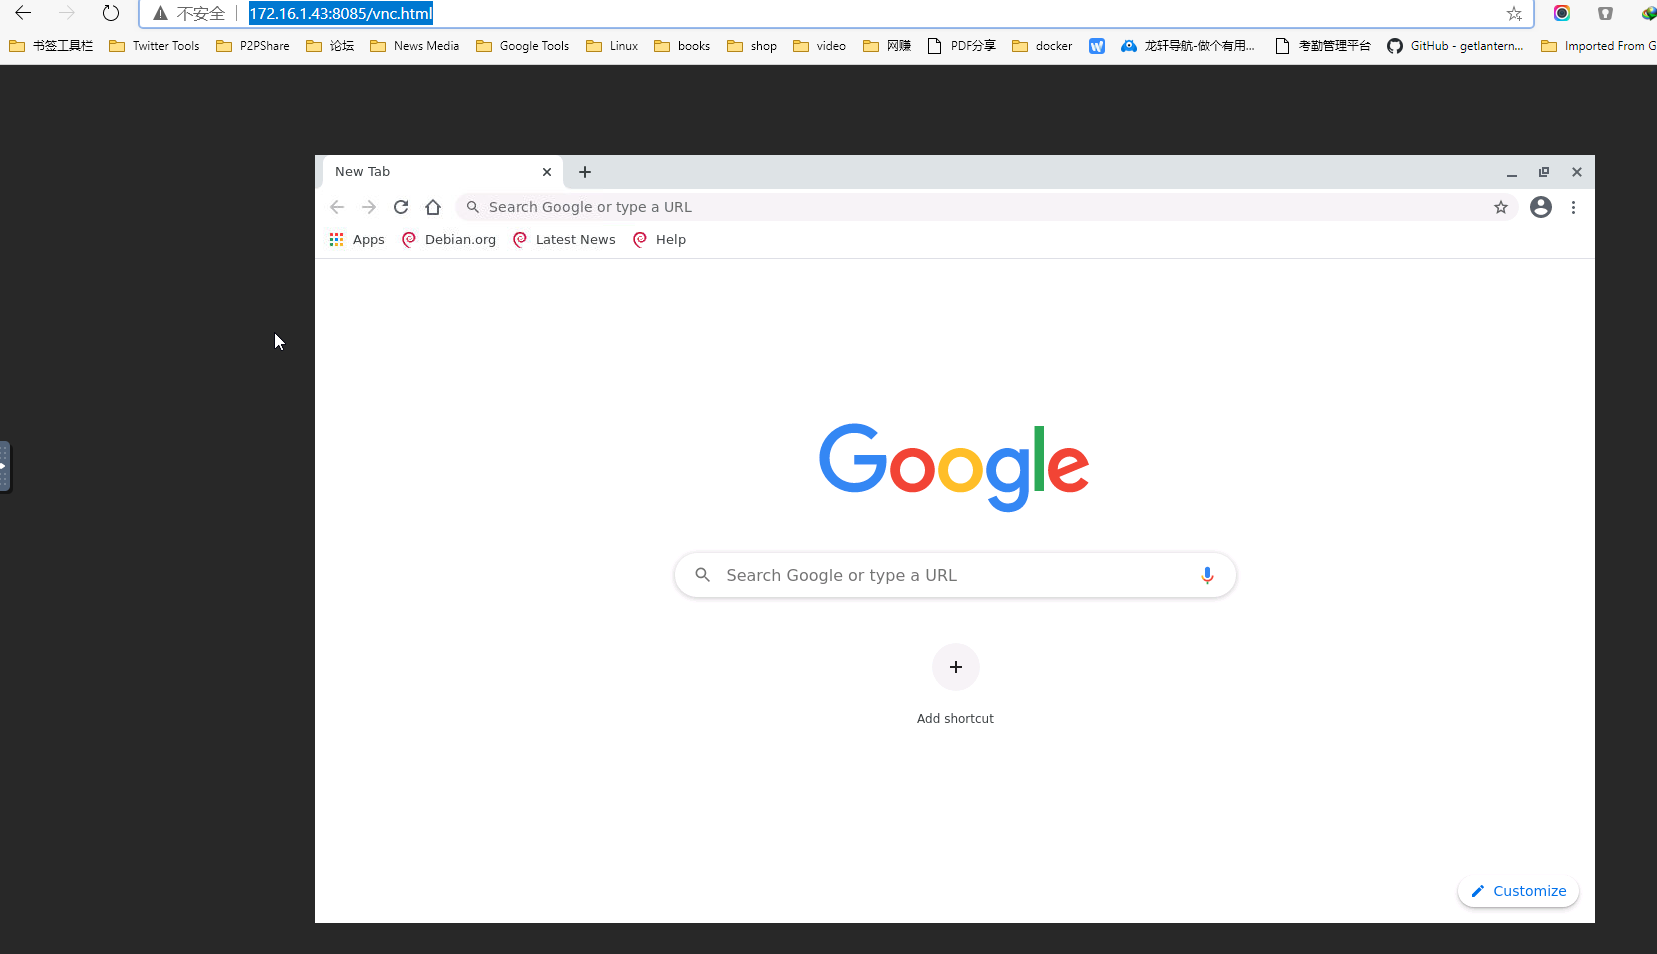 不安全 172.16.1.43:8085/vnc.html
书签工具栏 Twitter Tools P2PShare 论坛 News Media Google Tools Linux books shop video 网赚 PDF分享 docker 龙轩导航-做个有用... 考勤管理平台 GitHub - getlantern... Imported From G
New Tab
Search Google or type a URL
Apps Debian.org Latest News Help
Google
Search Google or type a URL
Add shortcut
Customize